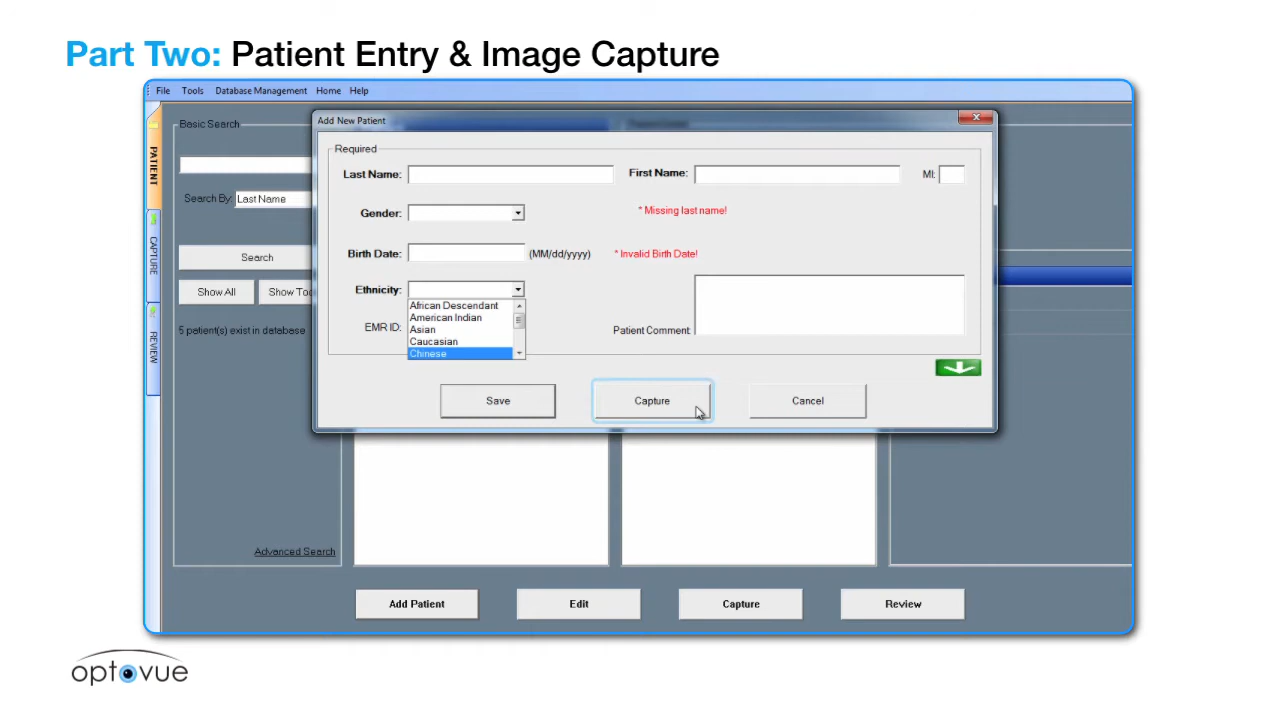 Part Two: Patient Entry & Image Capture
File Tools Database Management Home Help
Basic Search
Add New Patient
Required
Last Name:
First Name:
MI:
PATIENT
Search By: Last Name
Gender:
* Missing last name!
Birth Date:
(MM/dd/yyyy)
* Invalid Birth Date!
CAPTURE
Search
Ethnicity:
African Descendant
American Indian
Asian
Caucasian
Chinese
Show All
EMR ID:
Patient Comment:
5 patient(s) exist in database
REVIEW
Save
Capture
Cancel
Advanced Search
Add Patient
Edit
Capture
Review
optovue